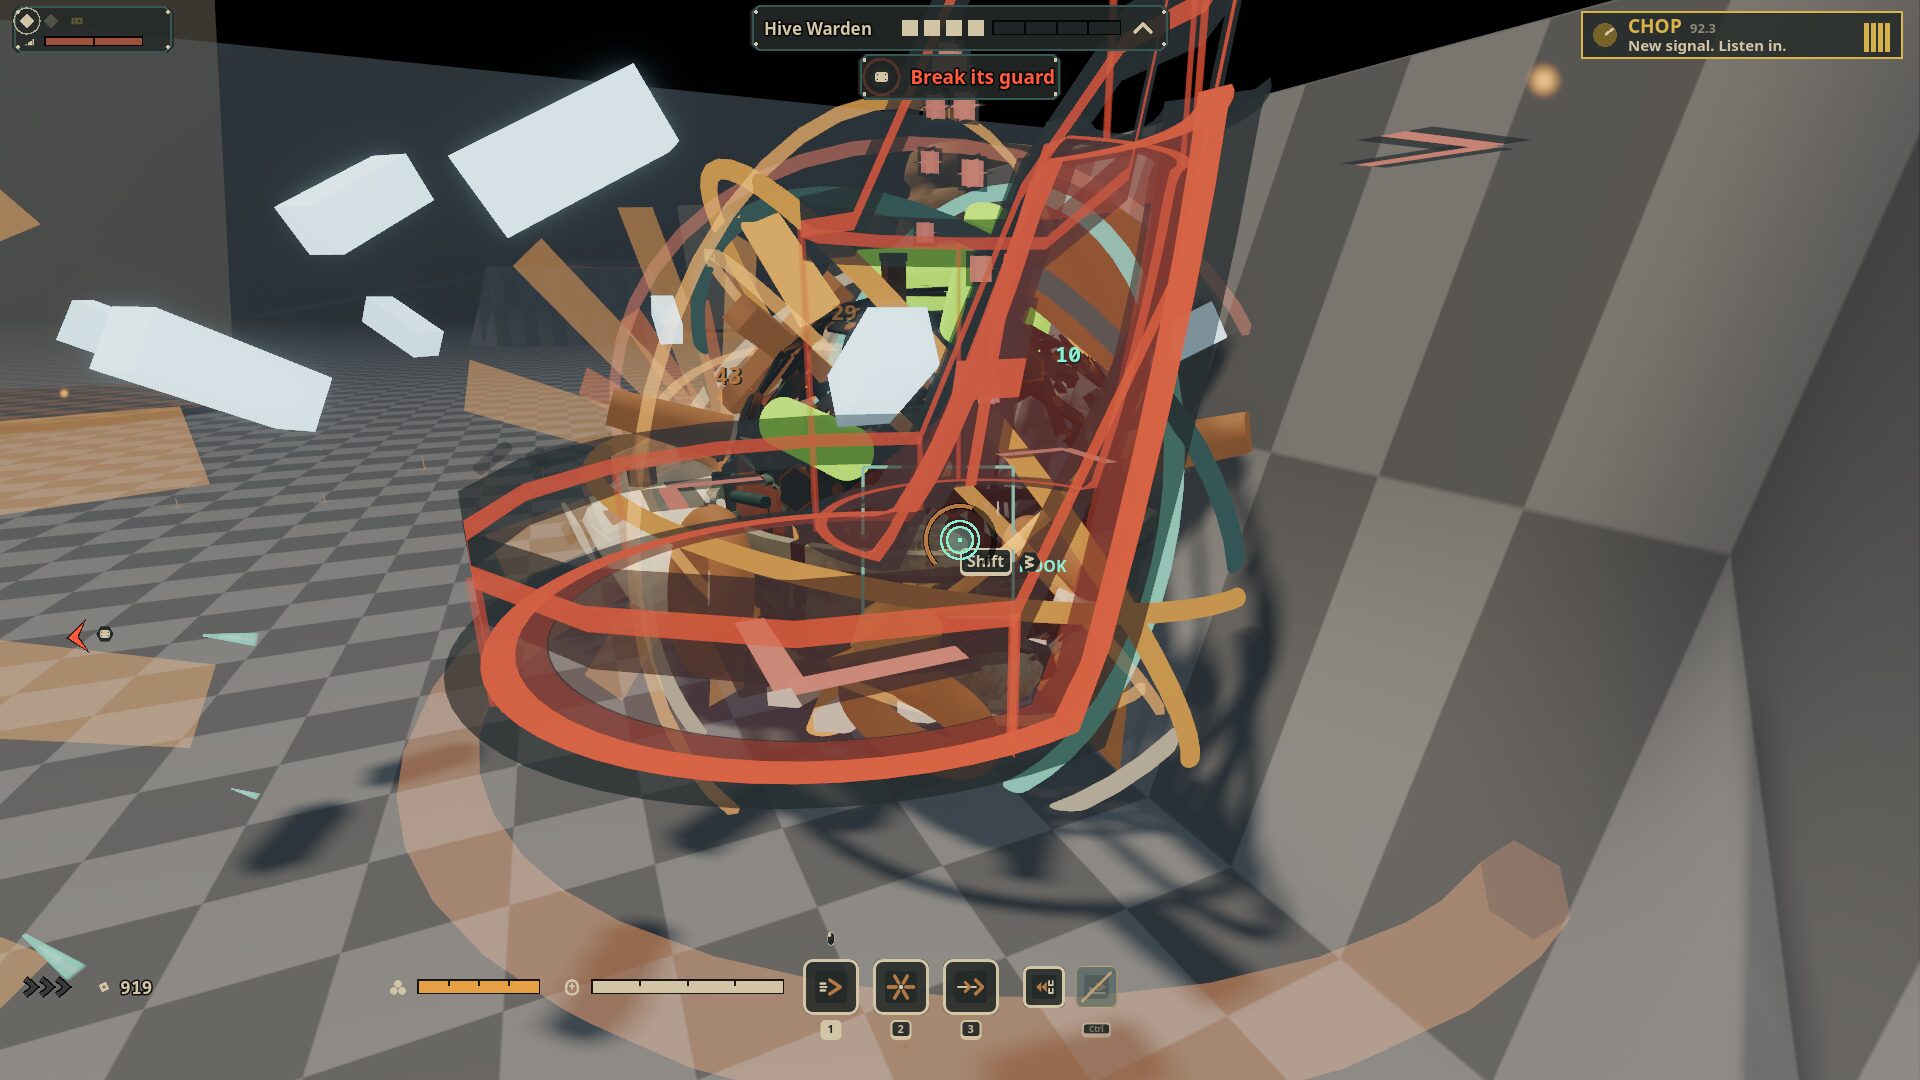 Hive Warden
CHOP 92.3
New signal. Listen in.
Break its guard
29
10
43
Shift
919
1
2
3
Ctrl